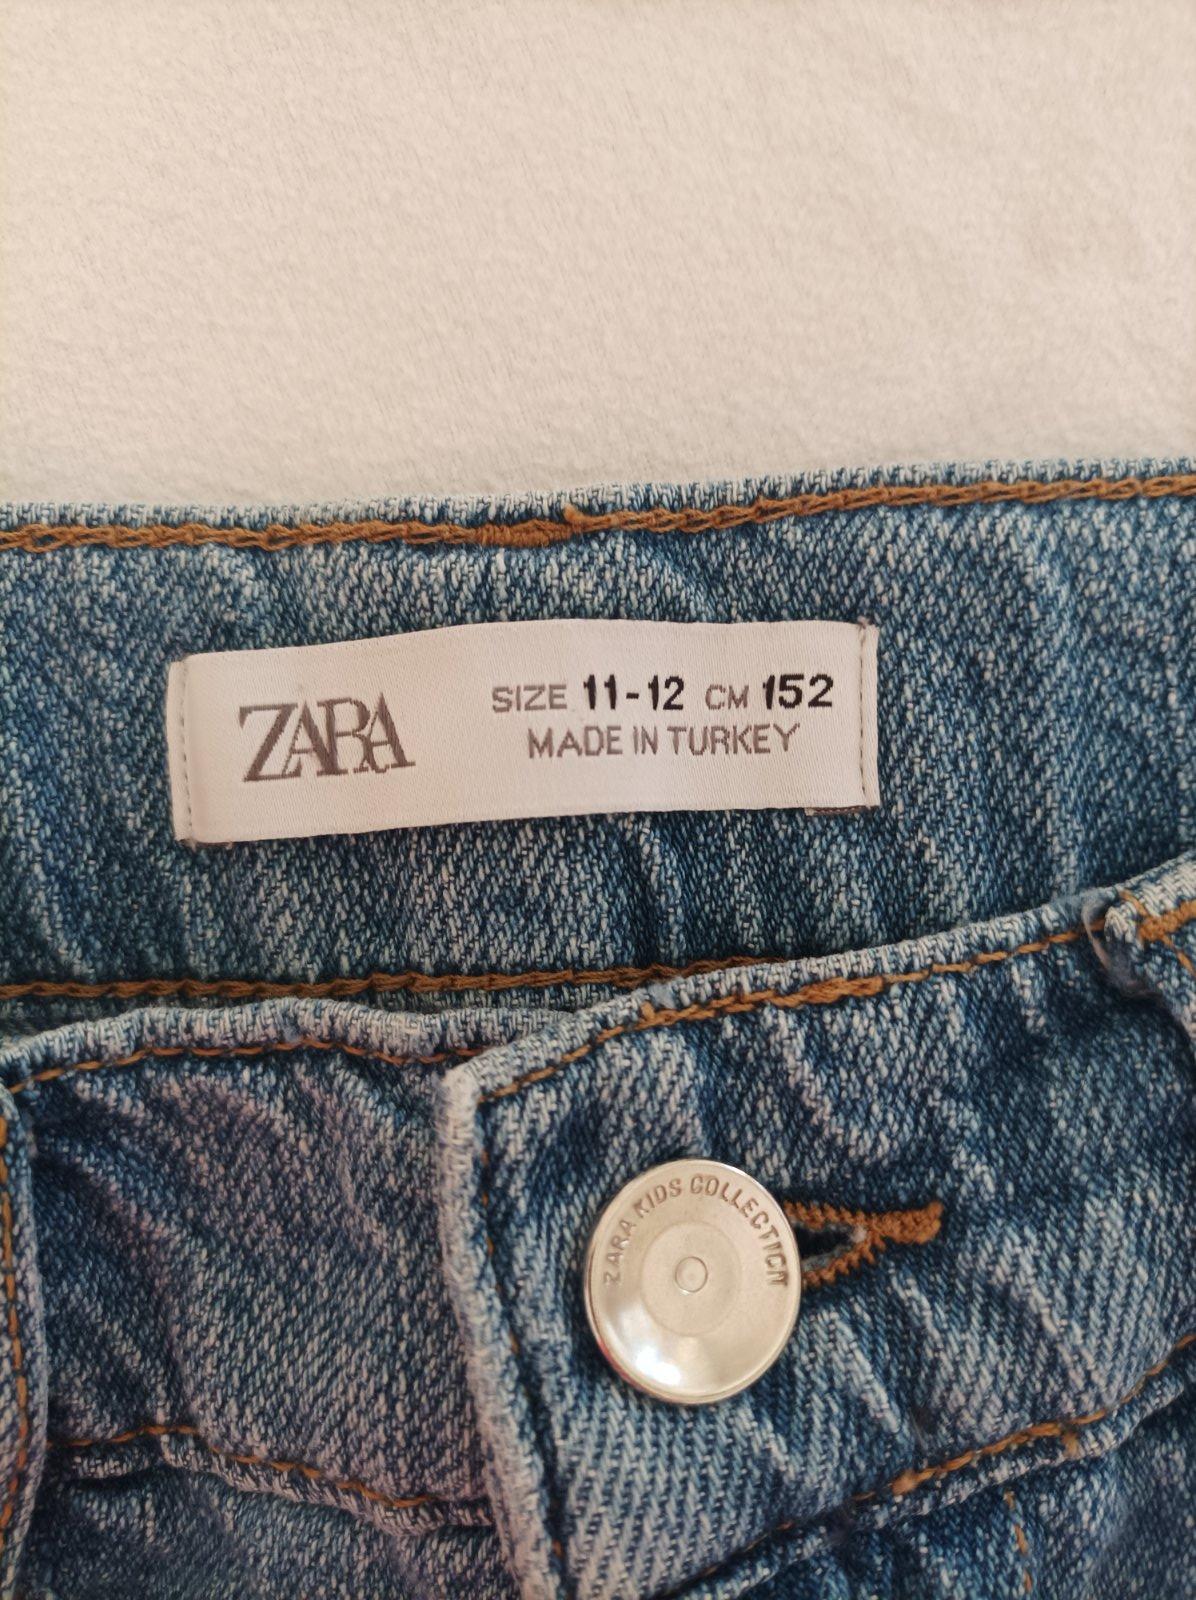 ZARA
SIZE 11-12 CM 152
MADE IN TURKEY
ZARA KIDS COLLECTION